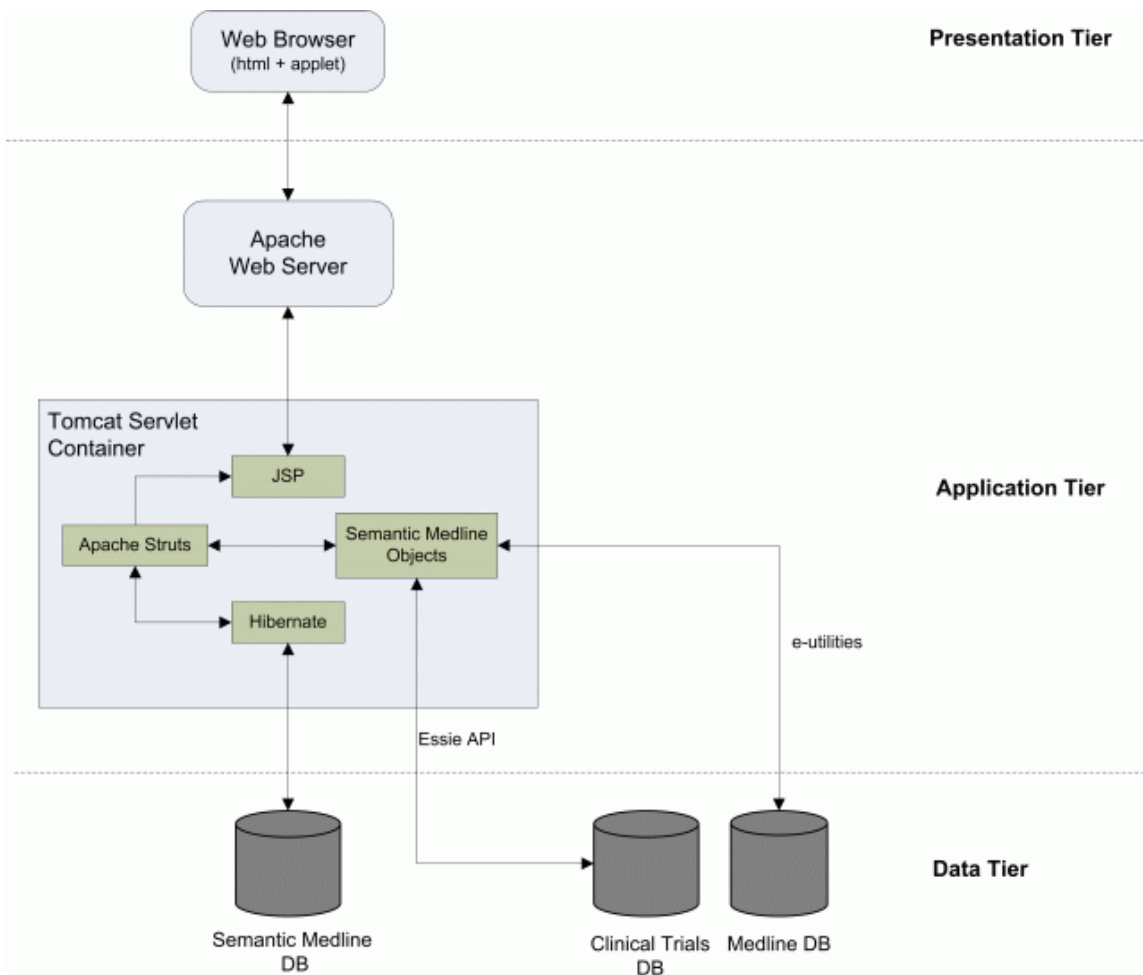 Web Browser
(html + applet)
Presentation Tier
Apache
Web Server
Tomcat Servlet
Container
JSP
Application Tier
Apache Struts
Semantic Medline
Objects
Hibernate
e-utilities
Essie API
Data Tier
Semantic Medline
DB
Clinical Trials
DB
Medline DB